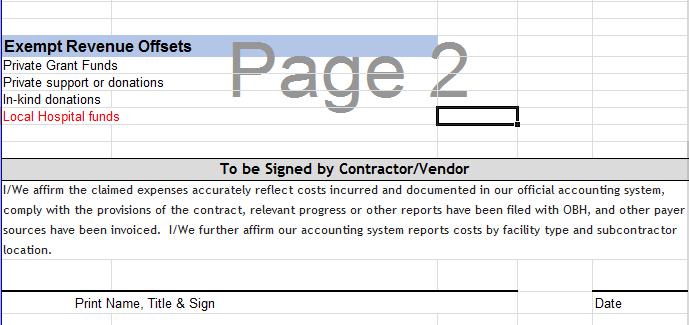 Exempt Revenue Offsets
Private Grant Funds
Private support or donations
In-kind donations
Local Hospital funds
Page 2
To be Signed by Contractor/Vendor
I/We affirm the claimed expenses accurately reflect costs incurred and documented in our official accounting system,
comply with the provisions of the contract, relevant progress or other reports have been filed with OBH, and other payer
sources have been invoiced.  I/We further affirm our accounting system reports costs by facility type and subcontractor
location.
Print Name, Title & Sign
Date